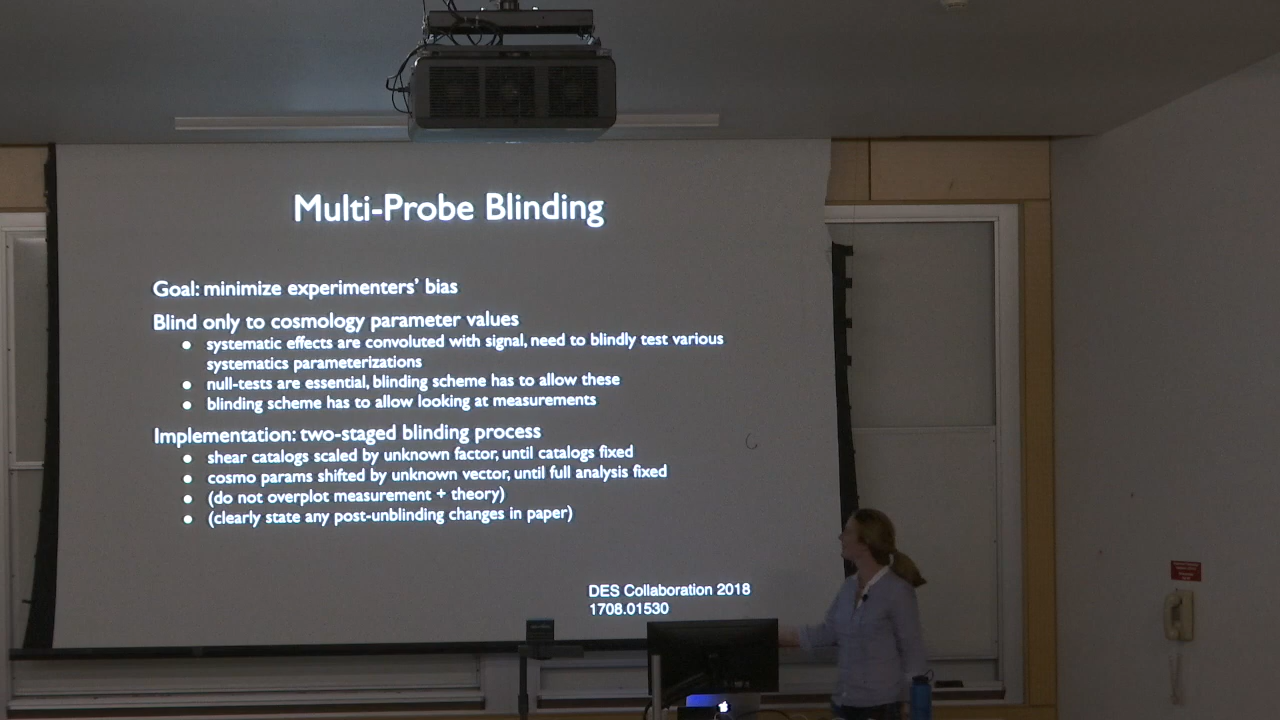 Multi-Probe Blinding
Goal: minimize experimenters' bias
Blind only to cosmology parameter values
• systematic effects are convoluted with signal, need to blindly test various
systematics parameterizations
• null-tests are essential, blinding scheme has to allow these
• blinding scheme has to allow looking at measurements
Implementation: two-staged blinding process
• shear catalogs scaled by unknown factor, until catalogs fixed
• cosmo params shifted by unknown vector, until full analysis fixed
• (do not overplot measurement + theory)
• (clearly state any post-unblinding changes in paper)
DES Collaboration 2018
1708.01530